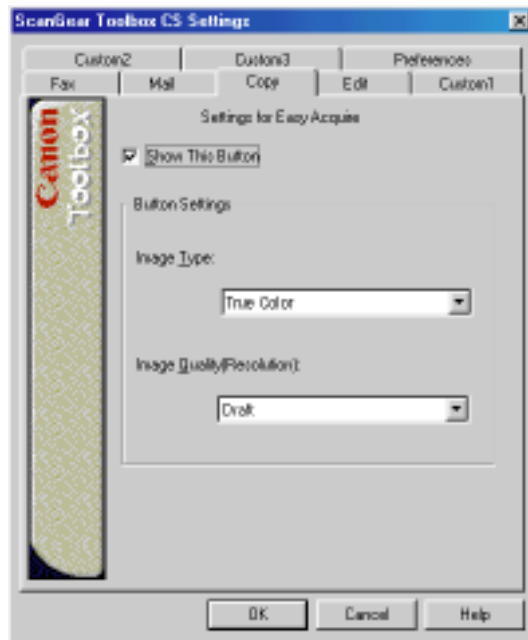 ScanGear Toolbox CS Settings
Custom2 Custom3 Preferences
Fax Mail Copy Edit Custom1
Canon
Toolbox
Settings for Easy Acquire
Show This Button
Button Settings
Image Type:
True Color
Image Quality(Resolution):
Draft
OK Cancel Help